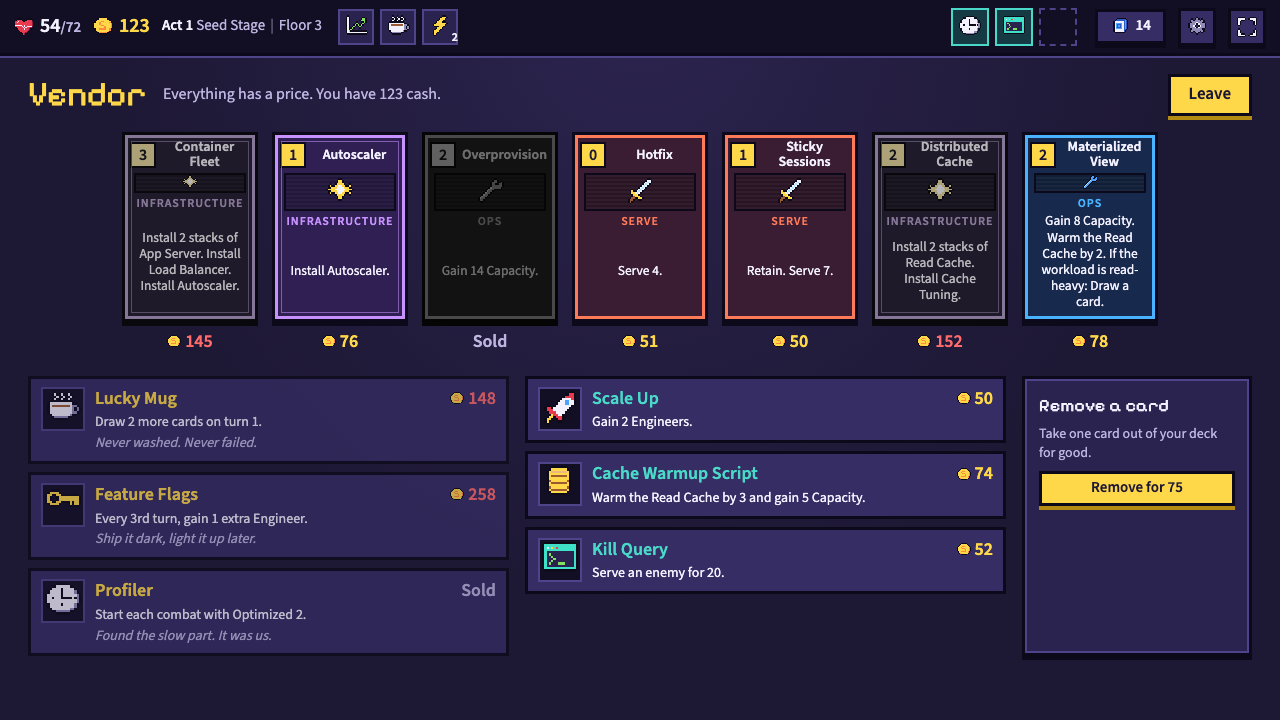 54/72 123 Act 1 Seed Stage | Floor 3 2 14
Vendor Everything has a price. You have 123 cash. Leave
3 Container Fleet
INFRASTRUCTURE
Install 2 stacks of
App Server. Install
Load Balancer.
Install Autoscaler.
145
1 Autoscaler
INFRASTRUCTURE
Install Autoscaler.
76
2 Overprovision
OPS
Gain 14 Capacity.
Sold
0 Hotfix
SERVE
Serve 4.
51
1 Sticky Sessions
SERVE
Retain. Serve 7.
50
2 Distributed Cache
INFRASTRUCTURE
Install 2 stacks of
Read Cache.
Install Cache
Tuning.
152
2 Materialized View
OPS
Gain 8 Capacity.
Warm the Read
Cache by 2. If the
workload is read-
heavy: Draw a
card.
78
Lucky Mug 148
Draw 2 more cards on turn 1.
Never washed. Never failed.
Feature Flags 258
Every 3rd turn, gain 1 extra Engineer.
Ship it dark, light it up later.
Profiler Sold
Start each combat with Optimized 2.
Found the slow part. It was us.
Scale Up 50
Gain 2 Engineers.
Cache Warmup Script 74
Warm the Read Cache by 3 and gain 5 Capacity.
Kill Query 52
Serve an enemy for 20.
Remove a card
Take one card out of your deck
for good.
Remove for 75